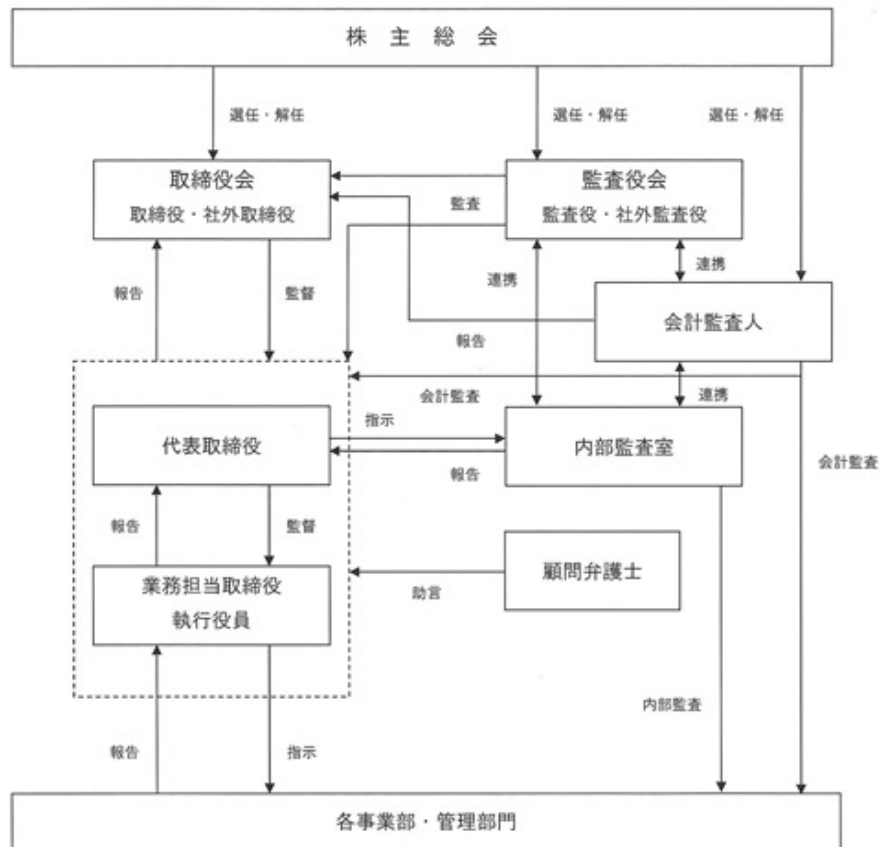 株 主 総 会
選任・解任
選任・解任
選任・解任
取締役会
取締役・社外取締役
監査役会
監査役・社外監査役
監査
連携
連携
報告
監督
会計監査人
報告
会計監査
連携
代表取締役
指示
報告
内部監査室
会計監査
報告
監督
業務担当取締役
執行役員
助言
顧問弁護士
内部監査
報告
指示
各事業部・管理部門